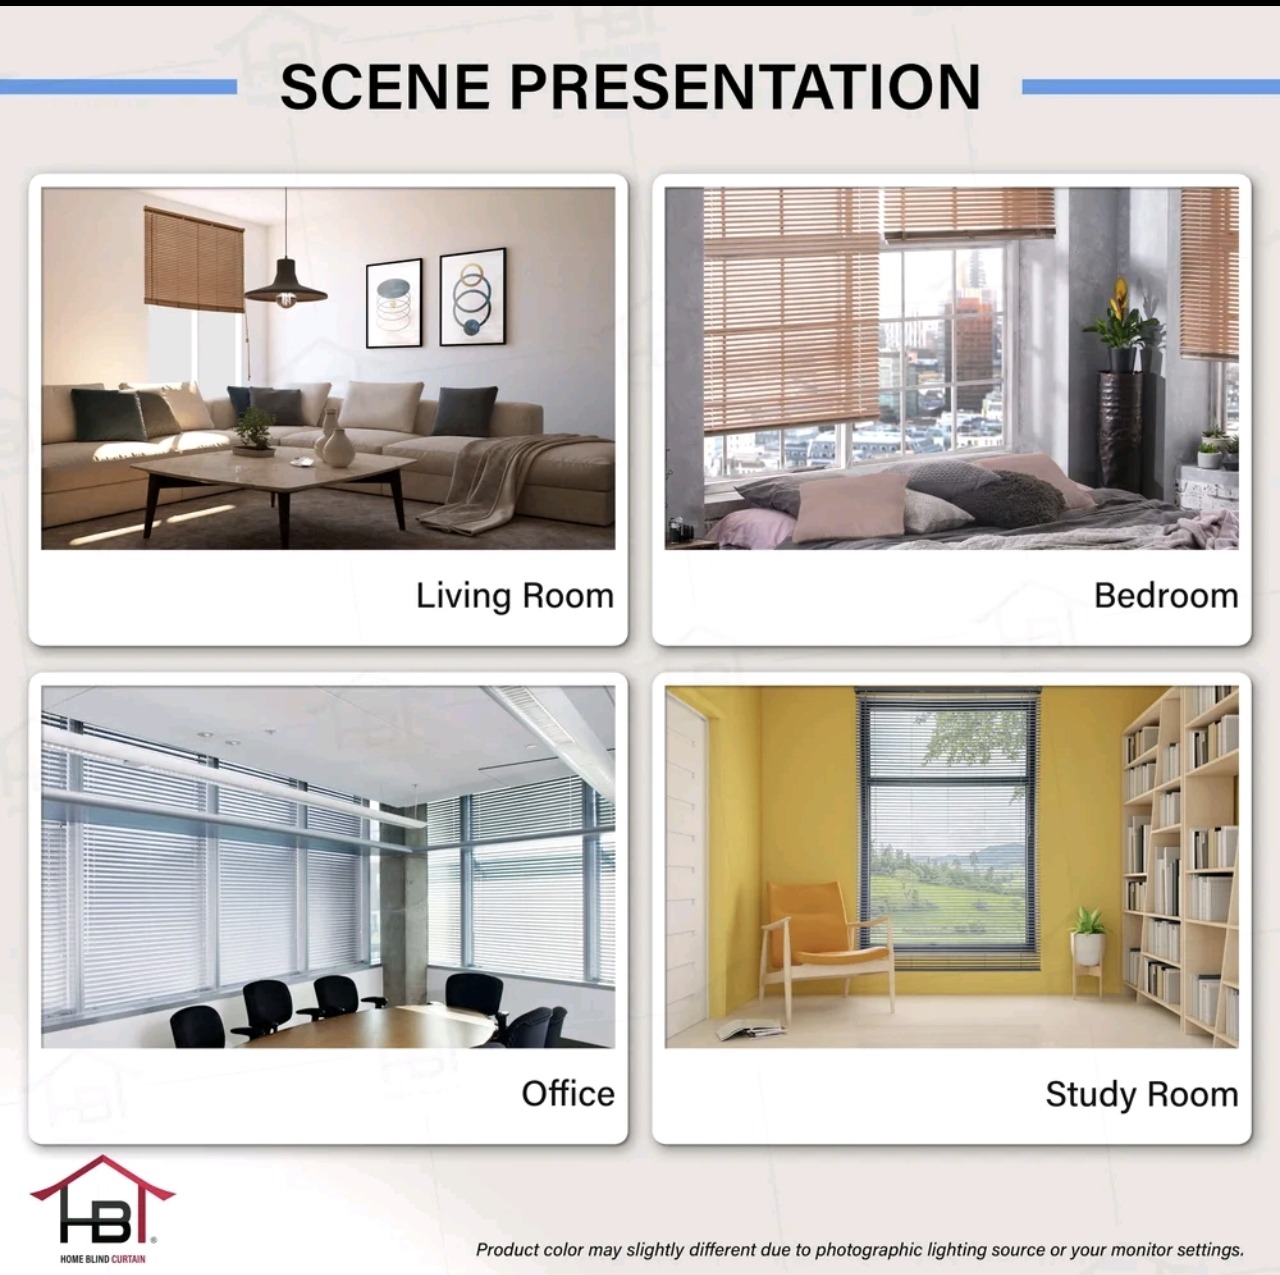 SCENE PRESENTATION
Living Room
Bedroom
Office
Study Room
HBT®
HOME BLIND CURTAIN
Product color may slightly different due to photographic lighting source or your monitor settings.